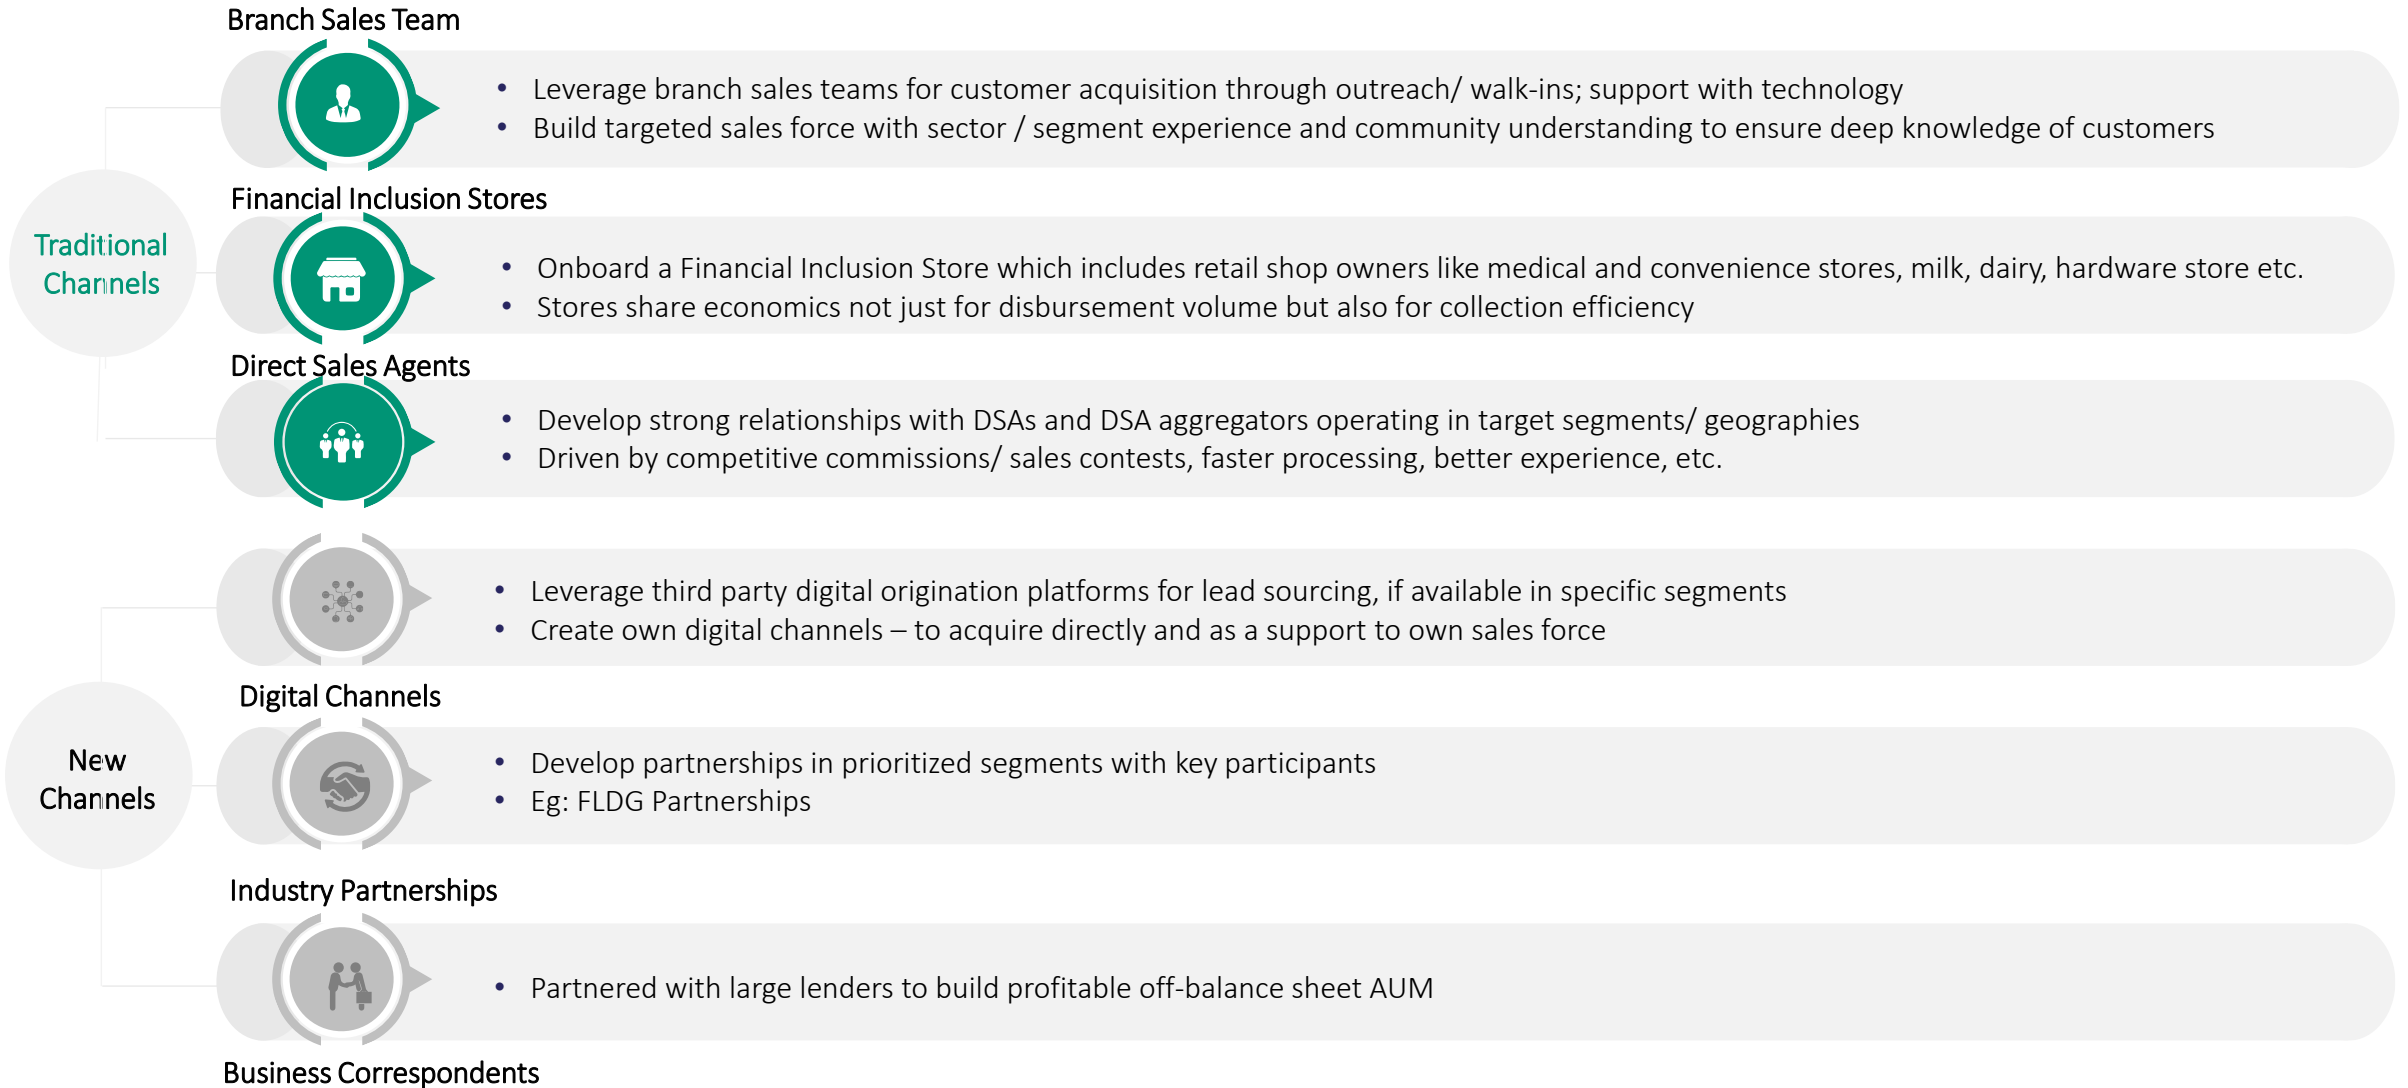 Branch Sales Team
• Leverage branch sales teams for customer acquisition through outreach/ walk-ins; support with technology
• Build targeted sales force with sector / segment experience and community understanding to ensure deep knowledge of customers
Traditional
Channels
Financial Inclusion Stores
• Onboard a Financial Inclusion Store which includes retail shop owners like medical and convenience stores, milk, dairy, hardware store etc.
• Stores share economics not just for disbursement volume but also for collection efficiency
Direct Sales Agents
• Develop strong relationships with DSAs and DSA aggregators operating in target segments/ geographies
• Driven by competitive commissions/ sales contests, faster processing, better experience, etc.
• Leverage third party digital origination platforms for lead sourcing, if available in specific segments
• Create own digital channels – to acquire directly and as a support to own sales force
Digital Channels
New
Channels
• Develop partnerships in prioritized segments with key participants
• Eg: FLDG Partnerships
Industry Partnerships
• Partnered with large lenders to build profitable off-balance sheet AUM
Business Correspondents